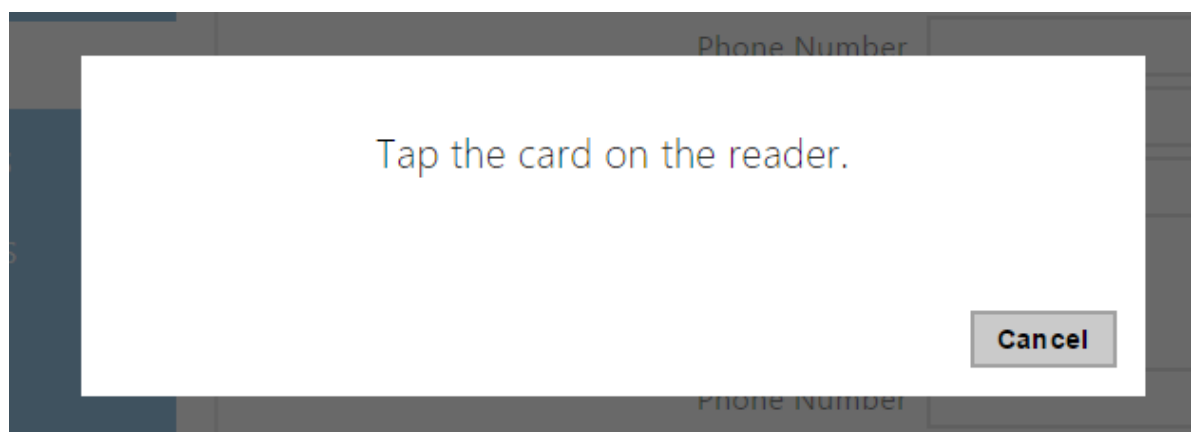 Phone Number
Tap the card on the reader.
s
s
Cancel
Phone Number